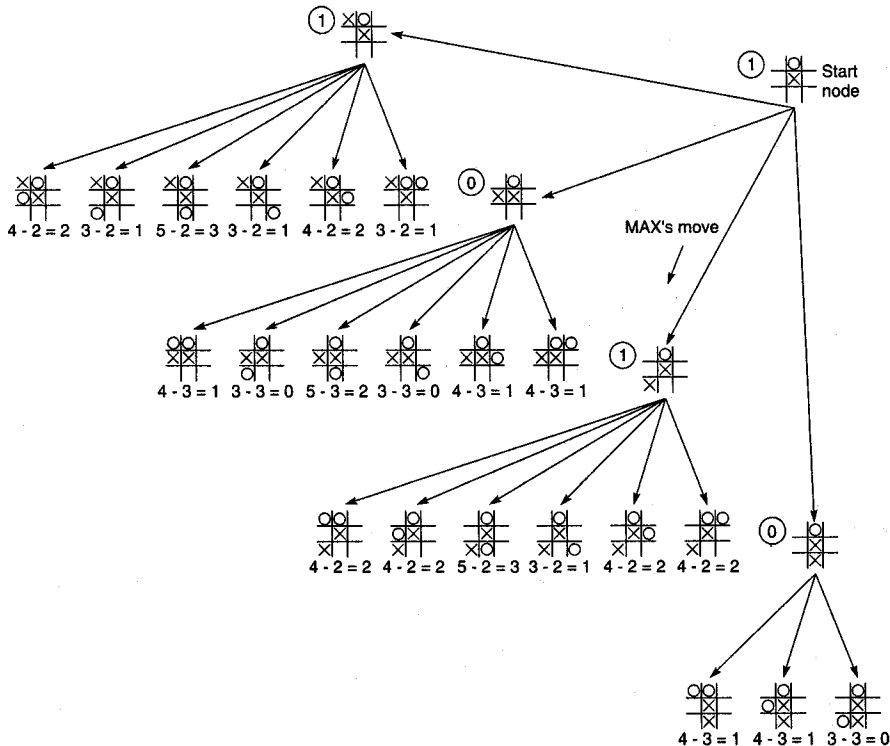 1
1
Start
node
4 - 2 = 2 3 - 2 = 1 5 - 2 = 3 3 - 2 = 1 4 - 2 = 2 3 - 2 = 1
0
MAX's move
4 - 3 = 1 3 - 3 = 0 5 - 3 = 2 3 - 3 = 0 4 - 3 = 1 4 - 3 = 1
1
4 - 2 = 2 4 - 2 = 2 5 - 2 = 3 3 - 2 = 1 4 - 2 = 2 4 - 2 = 2
0
4 - 3 = 1 4 - 3 = 1 3 - 3 = 0